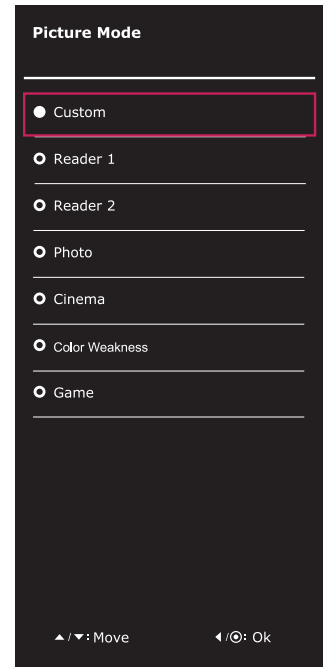 Picture Mode
Custom
Reader 1
Reader 2
Photo
Cinema
Color Weakness
Game
▲/▼: Move ◀/◉: Ok